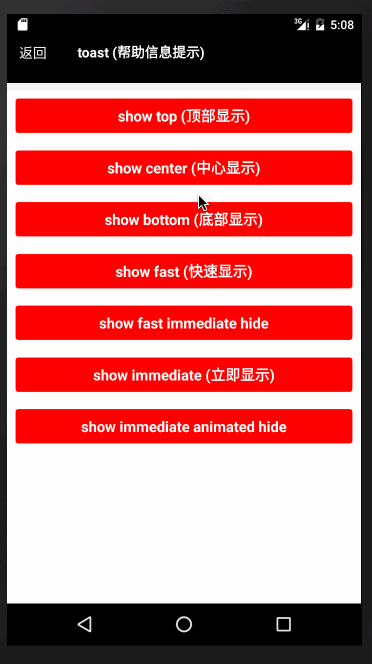 3G 5:08
返回 toast (帮助信息提示)
show top (顶部显示)
show center (中心显示)
show bottom (底部显示)
show fast (快速显示)
show fast immediate hide
show immediate (立即显示)
show immediate animated hide